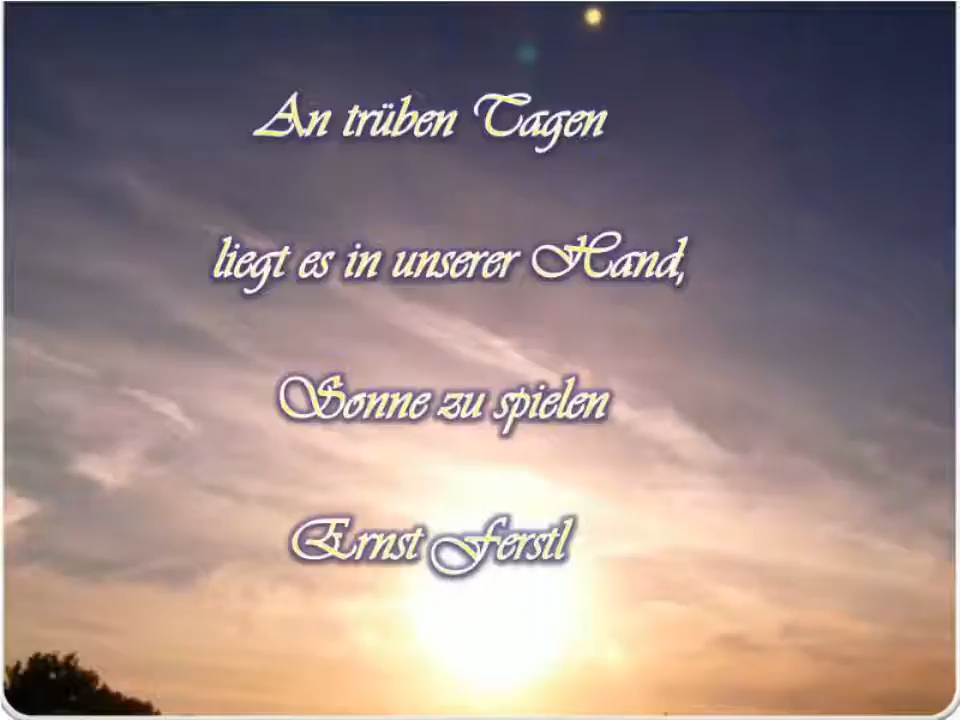 An trüben Tagen
liegt es in unserer Hand,
Sonne zu spielen
Ernst Ferstl